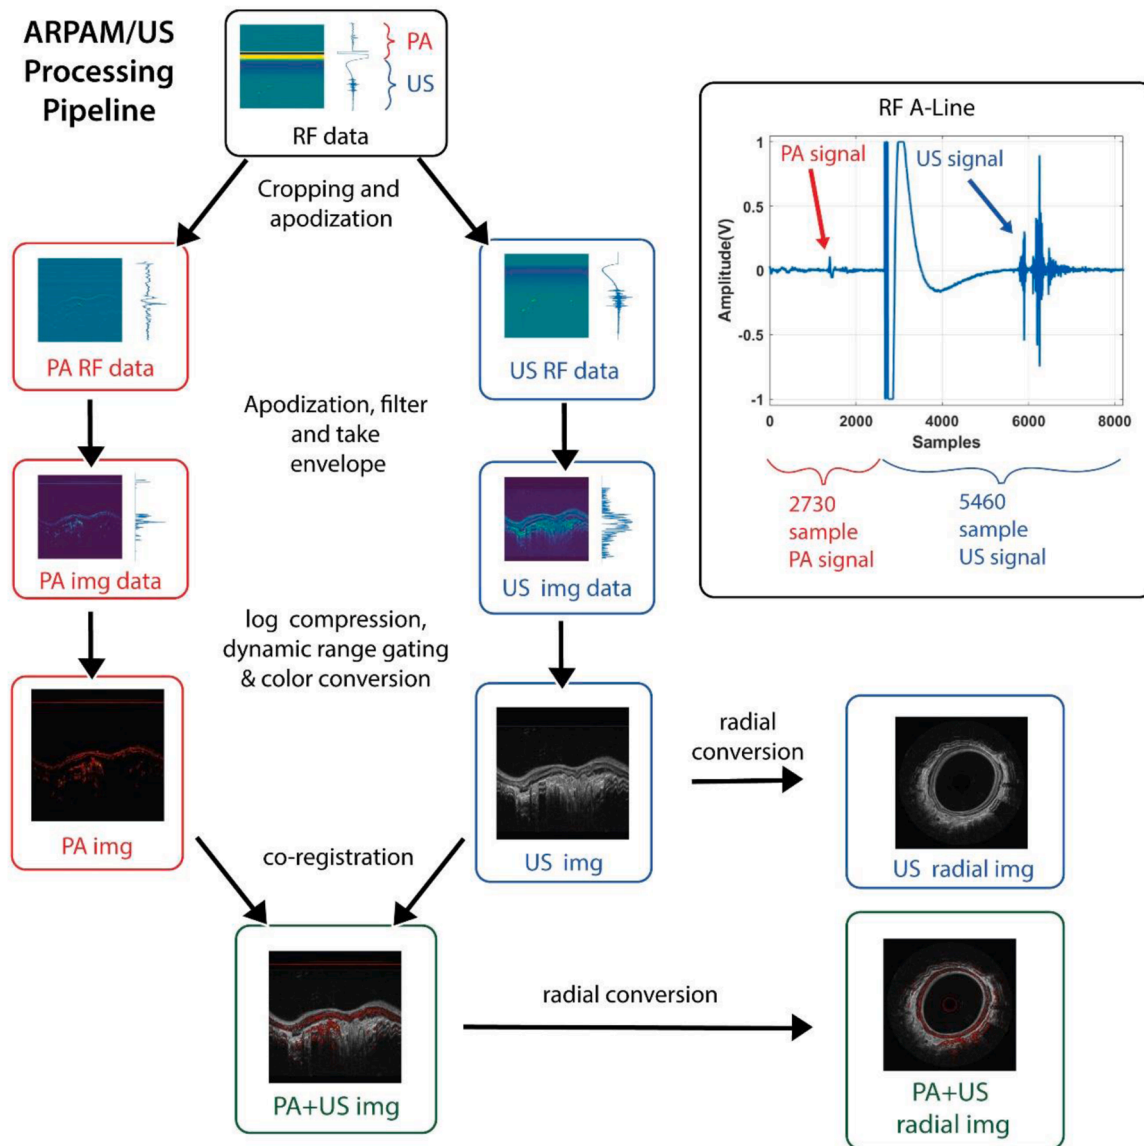 ARPAM/US
Processing
Pipeline
PA
US
RF data
Cropping and
apodization
PA RF data
US RF data
Apodization, filter
and take
envelope
PA img data
US img data
log compression,
dynamic range gating
& color conversion
PA img
US img
radial
conversion
US radial img
co-registration
PA+US img
radial conversion
PA+US
radial img
RF A-Line
PA signal
US signal
Amplitude(V)
1
0.5
0
-0.5
-1
0
2000
4000
6000
8000
Samples
2730
sample
PA signal
5460
sample
US signal